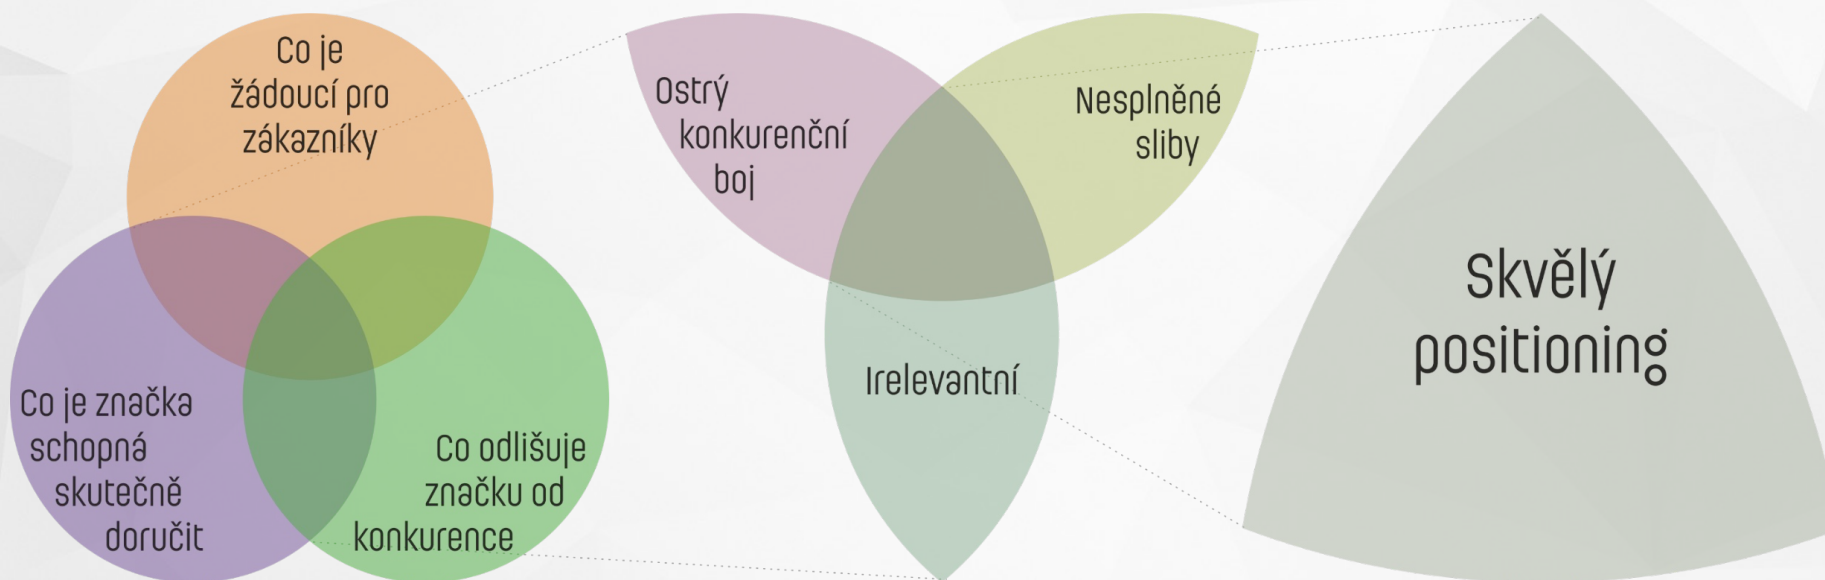 Co je
žádoucí pro
zákazníky
Co je značka
schopná
skutečně
doručit
Co odlišuje
značku od
konkurence
Ostrý
konkurenční
boj
Nesplněné
sliby
Irelevantní
Skvělý
positioning